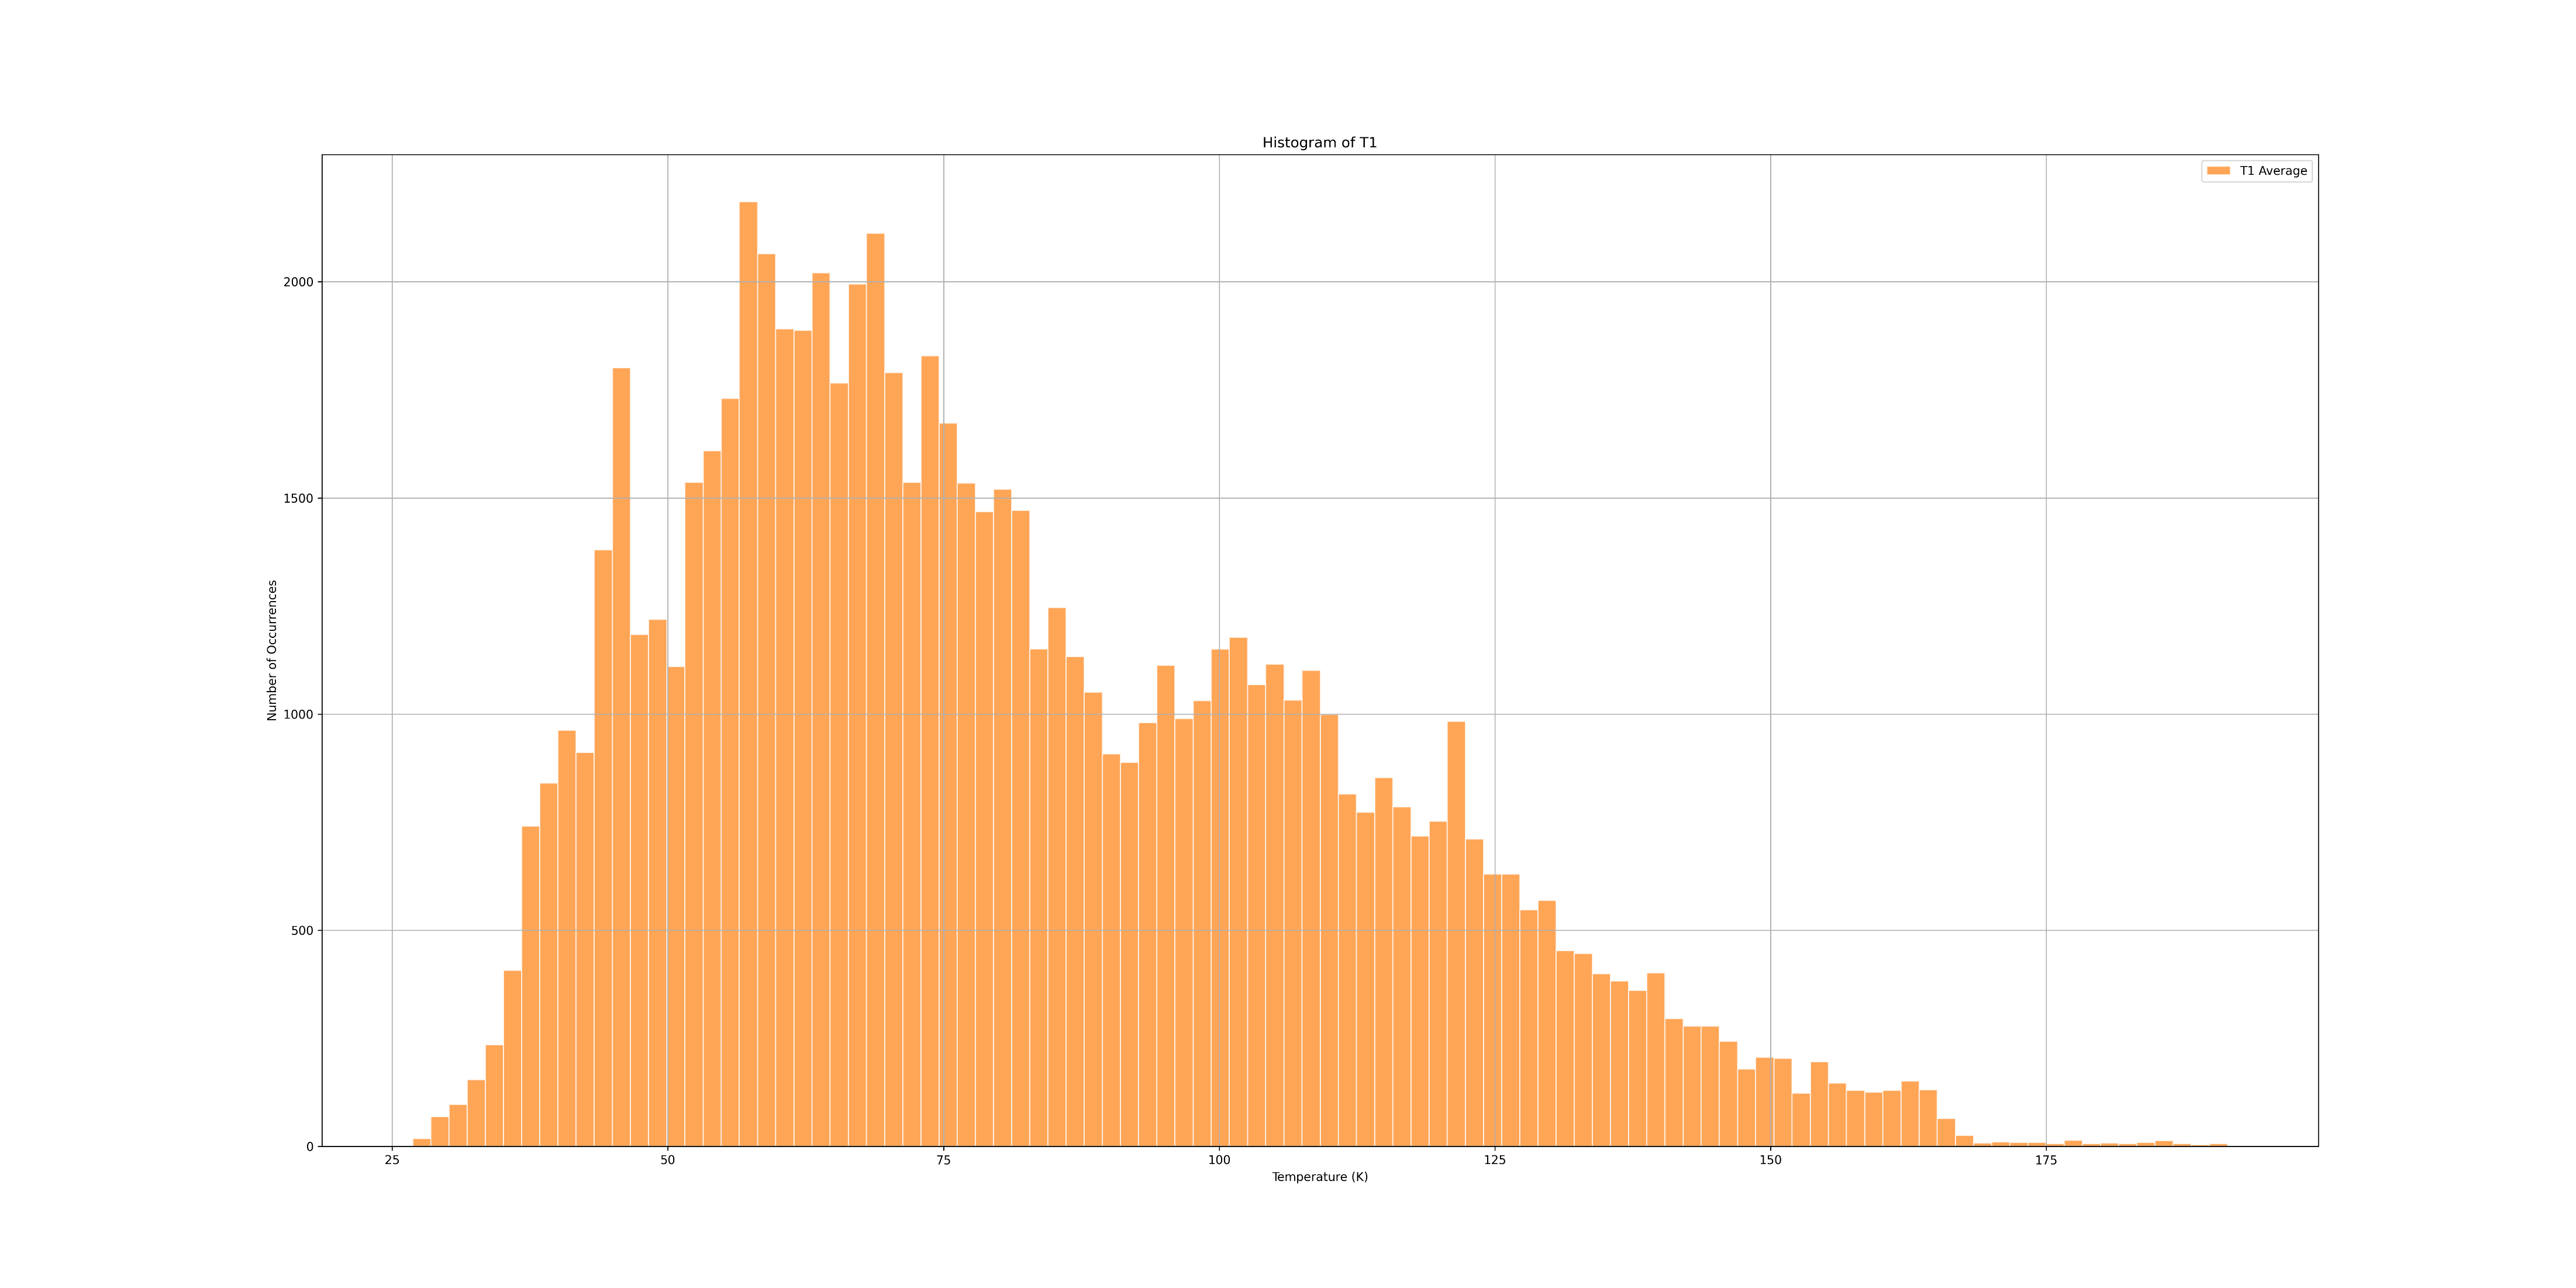 Histogram of T1
T1 Average
2000
1500
1000
500
0
Number of Occurrences
25 50 75 100 125 150 175
Temperature (K)